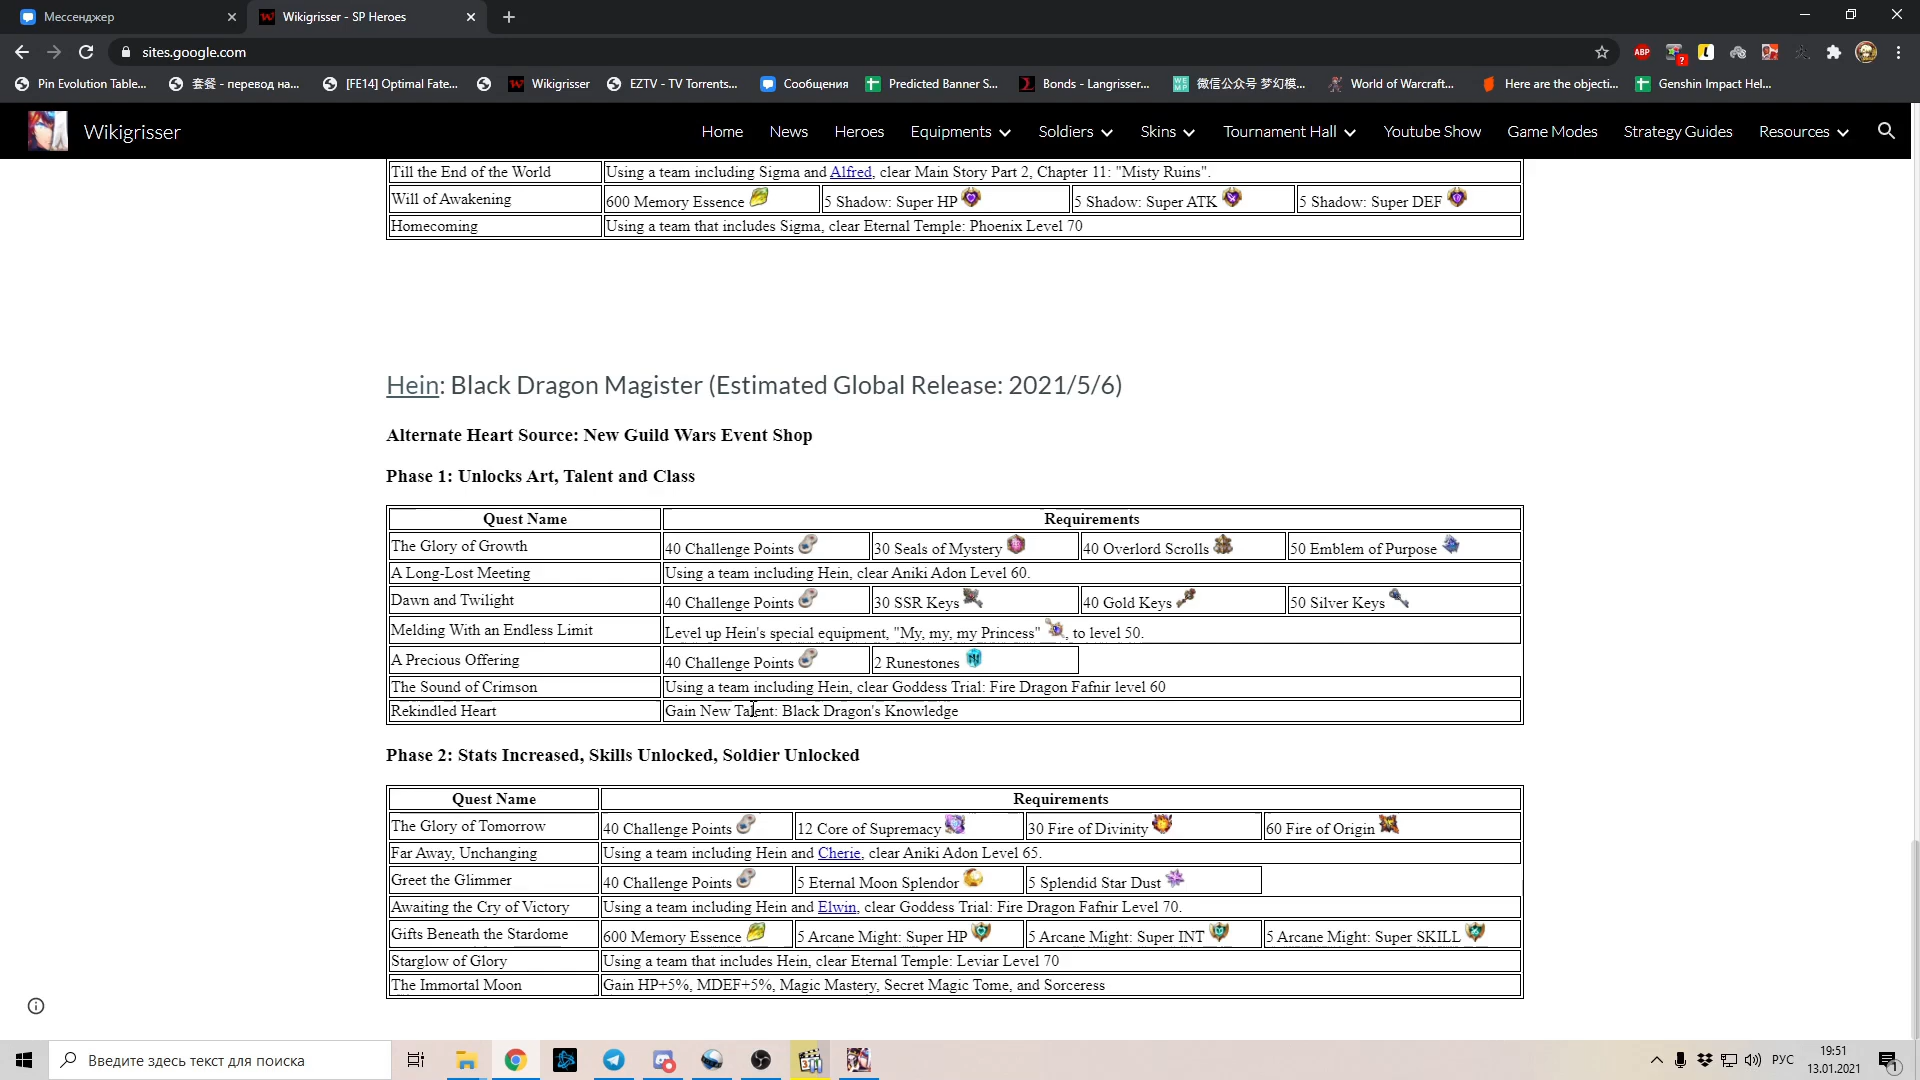 Мессенджер
Wikigrisser - SP Heroes
sites.google.com
ABP
Pin Evolution Table...
套餐 - перевод на...
[FE14] Optimal Fate...
Wikigrisser
EZTV - TV Torrents...
Сообщения
Predicted Banner S...
Bonds - Langrisser...
微信公众号 梦幻模...
World of Warcraft...
Here are the objecti...
Genshin Impact Hel...
Wikigrisser
Home
News
Heroes
Equipments
Soldiers
Skins
Tournament Hall
Youtube Show
Game Modes
Strategy Guides
Resources
Till the End of the World Using a team including Sigma and Alfred, clear Main Story Part 2, Chapter 11: "Misty Ruins".
Will of Awakening 600 Memory Essence 5 Shadow: Super HP 5 Shadow: Super ATK 5 Shadow: Super DEF
Homecoming Using a team that includes Sigma, clear Eternal Temple: Phoenix Level 70
Hein: Black Dragon Magister (Estimated Global Release: 2021/5/6)
Alternate Heart Source: New Guild Wars Event Shop
Phase 1: Unlocks Art, Talent and Class
Quest Name Requirements
The Glory of Growth 40 Challenge Points 30 Seals of Mystery 40 Overlord Scrolls 50 Emblem of Purpose
A Long-Lost Meeting Using a team including Hein, clear Aniki Adon Level 60.
Dawn and Twilight 40 Challenge Points 30 SSR Keys 40 Gold Keys 50 Silver Keys
Melding With an Endless Limit Level up Hein's special equipment, "My, my, my Princess" , to level 50.
A Precious Offering 40 Challenge Points 2 Runestones
The Sound of Crimson Using a team including Hein, clear Goddess Trial: Fire Dragon Fafnir level 60
Rekindled Heart Gain New Talent: Black Dragon's Knowledge
Phase 2: Stats Increased, Skills Unlocked, Soldier Unlocked
Quest Name Requirements
The Glory of Tomorrow 40 Challenge Points 12 Core of Supremacy 30 Fire of Divinity 60 Fire of Origin
Far Away, Unchanging Using a team including Hein and Cherie, clear Aniki Adon Level 65.
Greet the Glimmer 40 Challenge Points 5 Eternal Moon Splendor 5 Splendid Star Dust
Awaiting the Cry of Victory Using a team including Hein and Elwin, clear Goddess Trial: Fire Dragon Fafnir Level 70.
Gifts Beneath the Stardome 600 Memory Essence 5 Arcane Might: Super HP 5 Arcane Might: Super INT 5 Arcane Might: Super SKILL
Starglow of Glory Using a team that includes Hein, clear Eternal Temple: Leviar Level 70
The Immortal Moon Gain HP+5%, MDEF+5%, Magic Mastery, Secret Magic Tome, and Sorceress
Введите здесь текст для поиска
РУС
19:51
13.01.2021